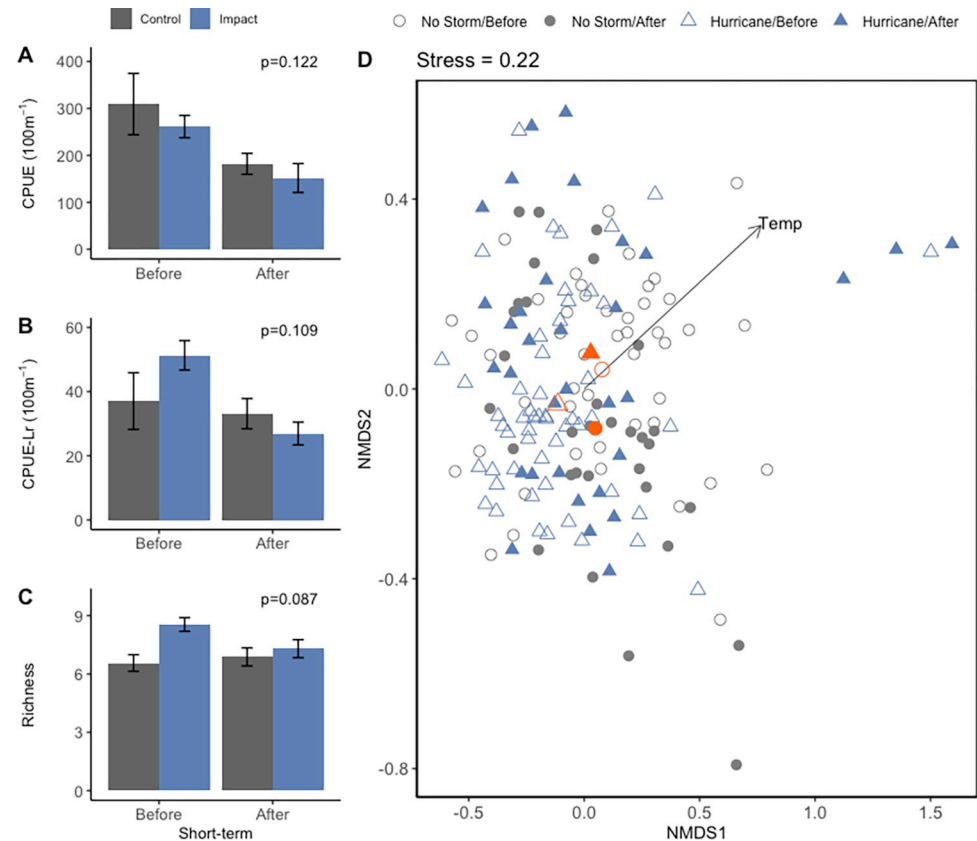 Control Impact
No Storm/Before No Storm/After Hurricane/Before Hurricane/After
A
p=0.122
CPUE (100m⁻¹)
400
300
200
100
0
Before After
B
p=0.109
CPUE-Lr (100m⁻¹)
60
40
20
0
Before After
C
p=0.087
Richness
9
6
3
0
Before After
Short-term
D Stress = 0.22
Temp
NMDS2
0.4
0.0
-0.4
-0.8
-0.5 0.0 0.5 1.0 1.5
NMDS1